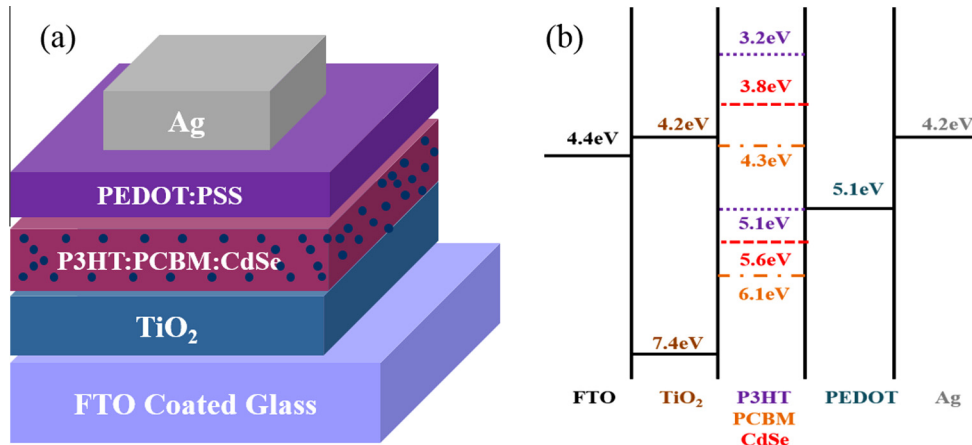 (a)
Ag
PEDOT:PSS
P3HT:PCBM:CdSe
TiO₂
FTO Coated Glass
(b)
3.2eV
3.8eV
4.4eV
4.2eV
4.3eV
4.2eV
5.1eV
5.1eV
5.6eV
6.1eV
7.4eV
FTO TiO₂ P3HT PEDOT Ag
PCBM
CdSe